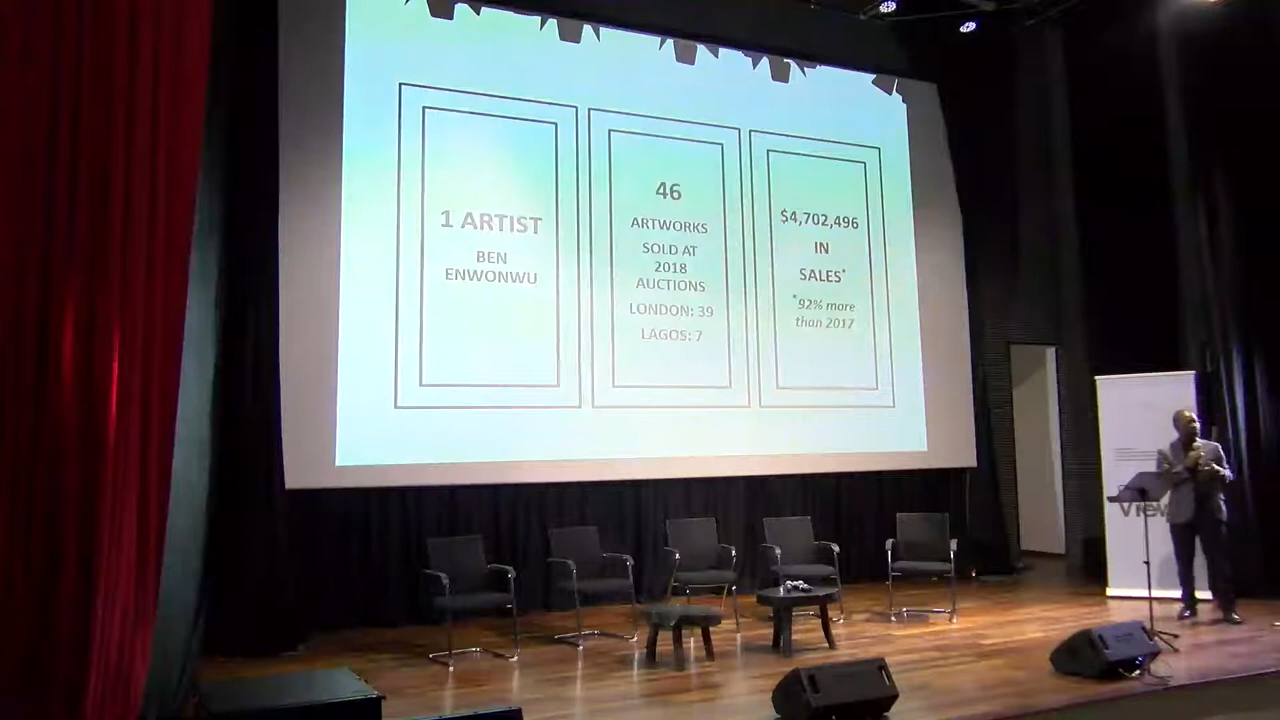 1 ARTIST
BEN
ENWONWU
46
ARTWORKS
SOLD AT
2018
AUCTIONS
LONDON: 39
LAGOS: 7
$4,702,496
IN
SALES*
*92% more
than 2017